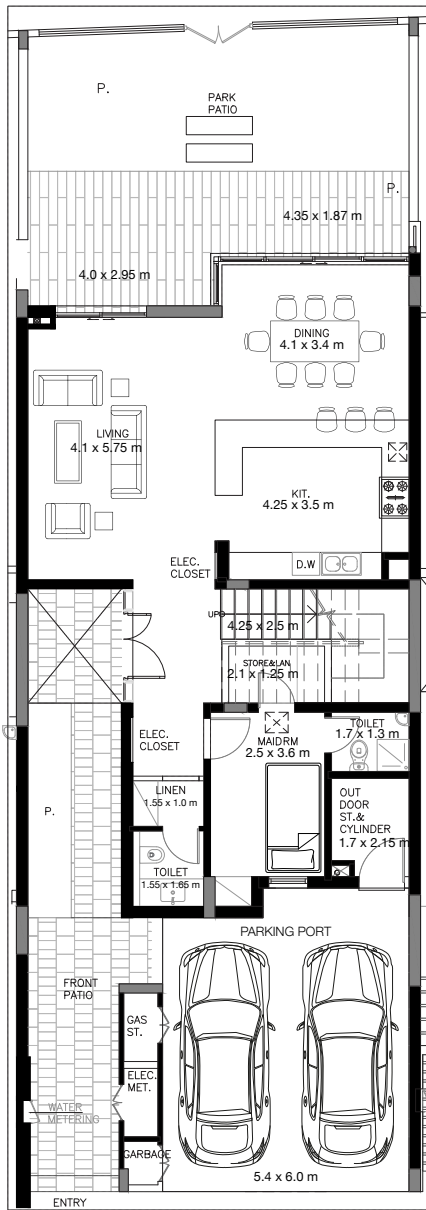 P.
PARK
PATIO
P.
4.35 x 1.87 m
4.0 x 2.95 m
DINING
4.1 x 3.4 m
LIVING
4.1 x 5.75 m
KIT.
4.25 x 3.5 m
D.W
ELEC.
CLOSET
UP
4.25 x 2.5 m
STORE&LAN
2.1 x 1.25 m
ELEC.
CLOSET
MAIDRM
2.5 x 3.6 m
TOILET
1.7 x 1.3 m
LINEN
1.55 x 1.0 m
OUT
DOOR
ST.&
CYLINDER
1.7 x 2.15 m
P.
TOILET
1.55 x 1.65 m
PARKING PORT
FRONT
PATIO
GAS
ST.
ELEC.
MET.
WATER
METERING
GARBAGE
5.4 x 6.0 m
ENTRY